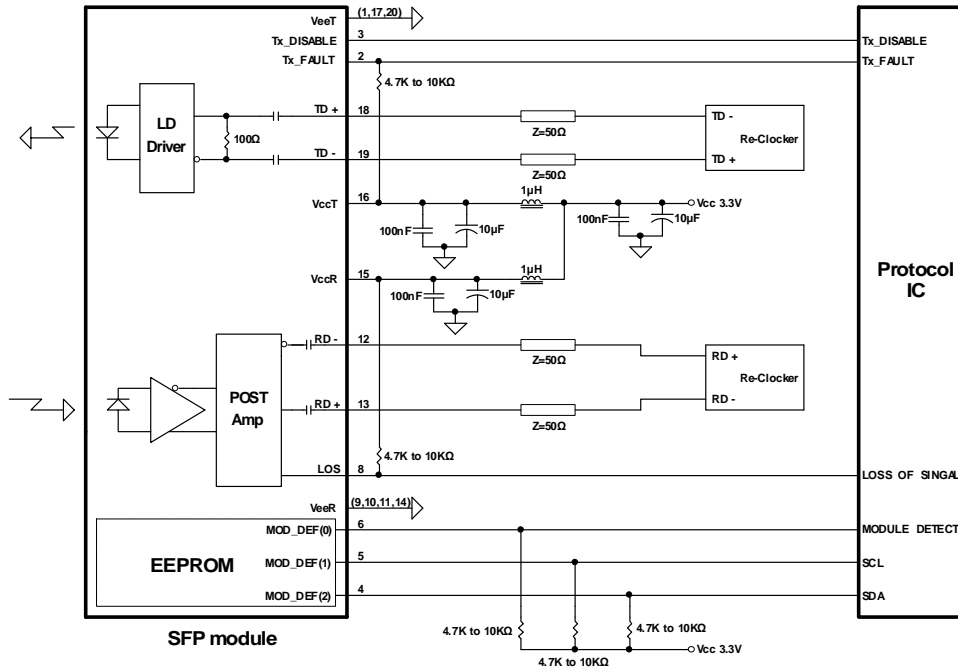 VeeT (1,17,20)
Tx_DISABLE 3 Tx_DISABLE
Tx_FAULT 2 Tx_FAULT
4.7K to 10KΩ
LD
Driver
100Ω
TD + 18
Z=50Ω
TD -
Re-Clocker
TD - 19
Z=50Ω
TD +
1µH
VccT 16
Vcc 3.3V
100nF
10µF
100nF
10µF
1µH
VccR 15
100nF
10µF
Protocol
IC
RD - 12
Z=50Ω
RD +
Re-Clocker
POST
Amp
RD + 13
Z=50Ω
RD -
4.7K to 10KΩ
LOS 8 LOSS OF SINGAL
VeeR (9,10,11,14)
EEPROM
MOD_DEF(0) 6 MODULE DETECT
MOD_DEF(1) 5 SCL
MOD_DEF(2) 4 SDA
4.7K to 10KΩ
4.7K to 10KΩ
4.7K to 10KΩ
Vcc 3.3V
SFP module